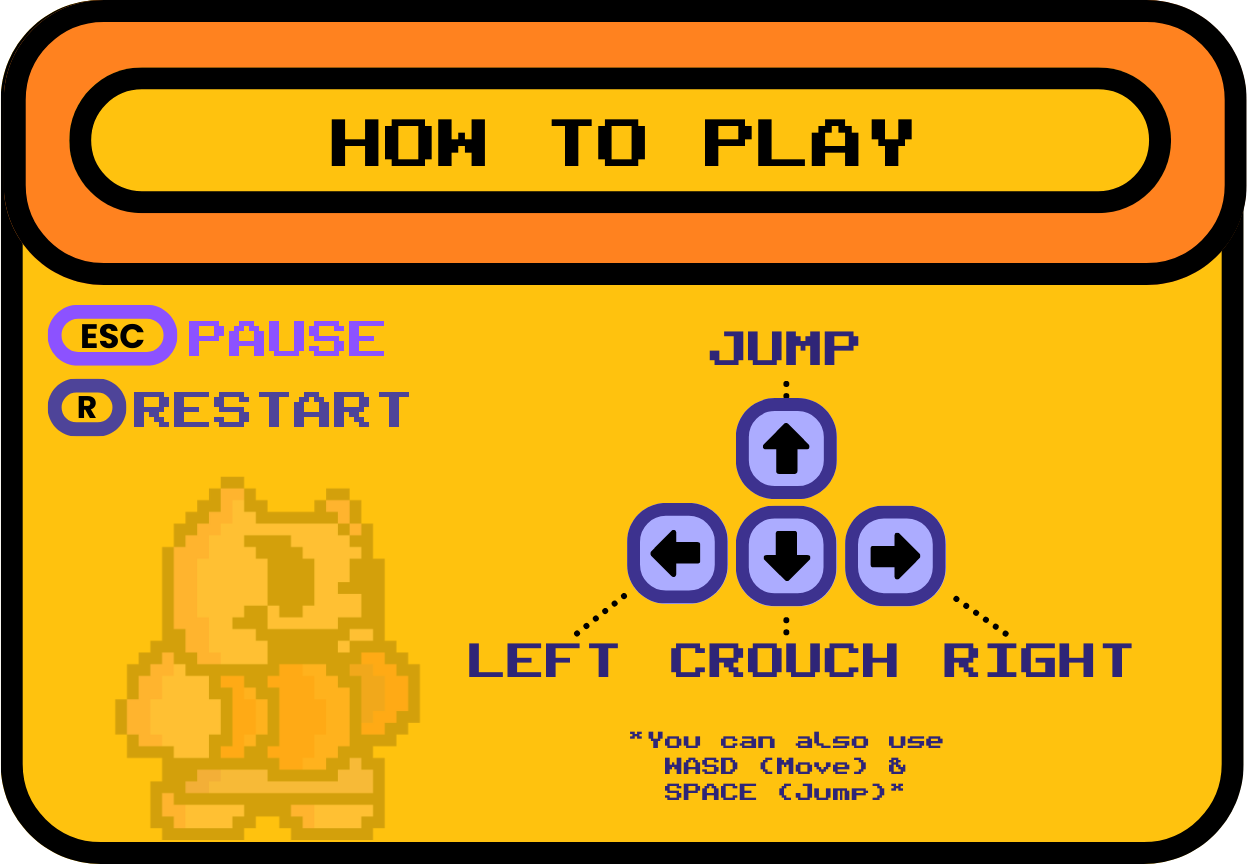 HOW TO PLAY
ESC PAUSE
R RESTART
JUMP
LEFT CROUCH RIGHT
*You can also use
WASD (Move) &
SPACE (Jump)*